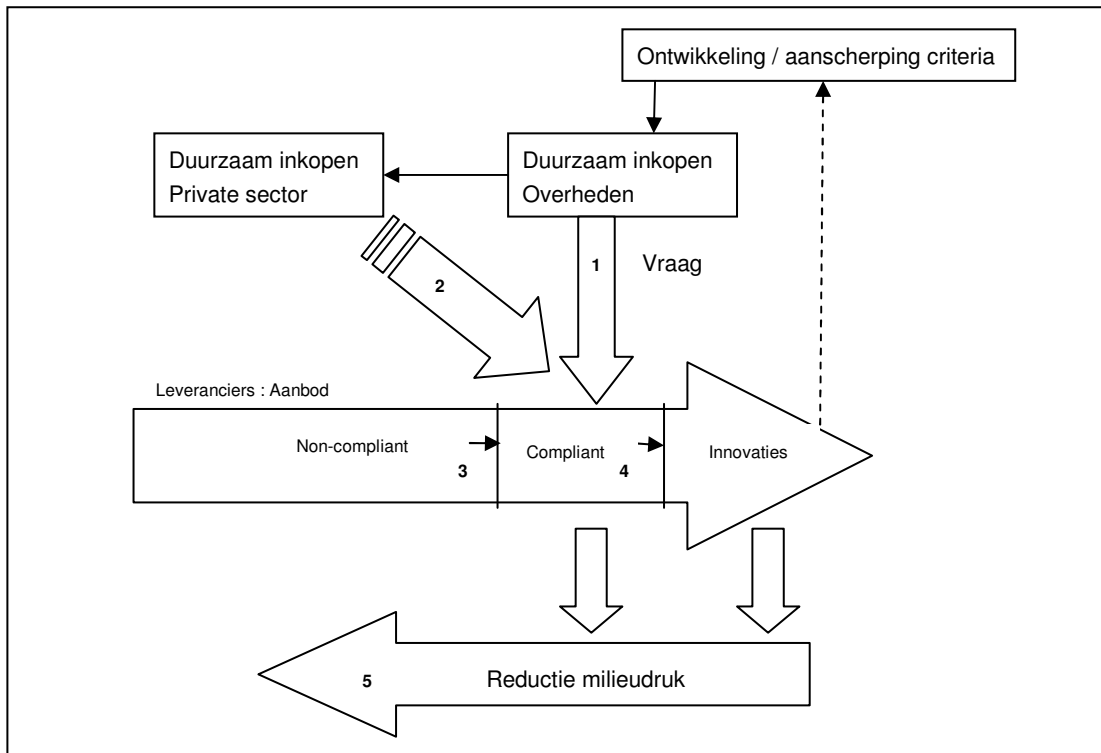 Ontwikkeling / aanscherping criteria
Duurzaam inkopen
Private sector
Duurzaam inkopen
Overheden
1
Vraag
2
Leveranciers : Aanbod
Non-compliant
3
Compliant
4
Innovaties
5
Reductie milieudruk